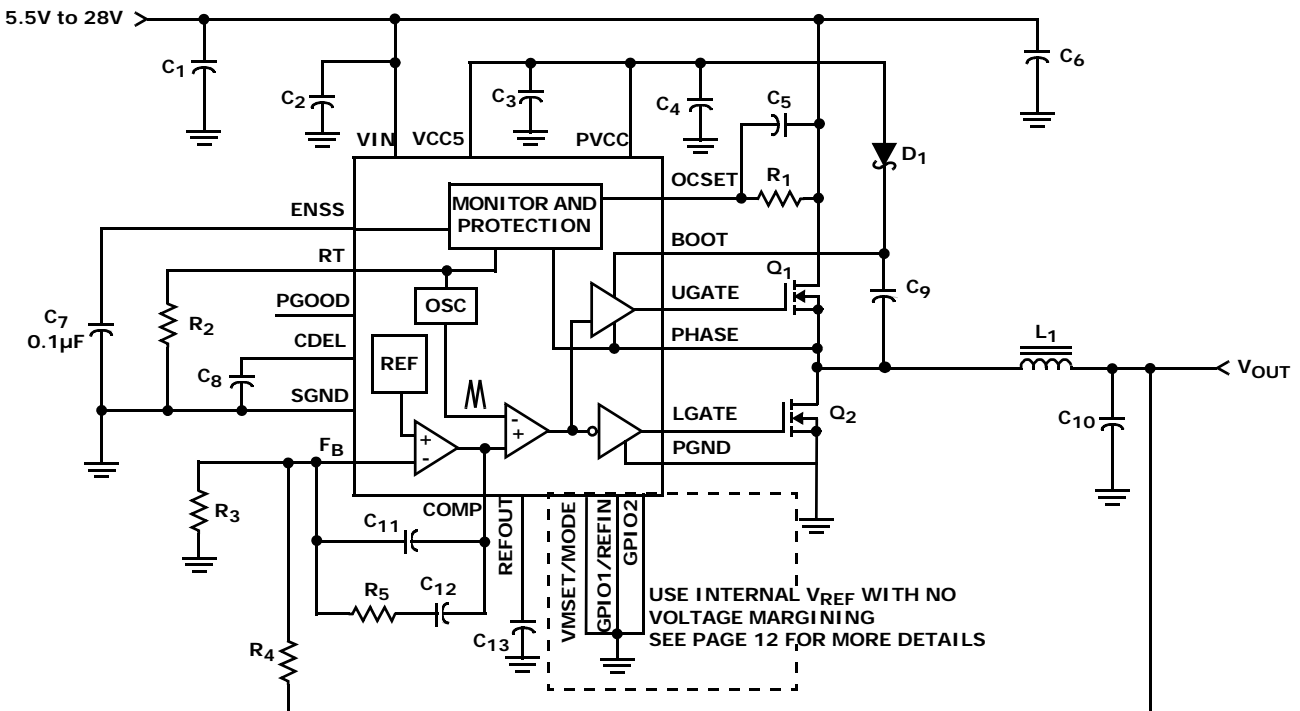 5.5V to 28V
C1
C2
C3
C4
C5
C6
VIN
VCC5
PVCC
D1
OCSET
R1
MONITOR AND
PROTECTION
ENSS
BOOT
RT
Q1
C9
PGOOD
OSC
UGATE
C7
0.1µF
R2
CDEL
PHASE
L1
REF
C8
VOUT
SGND
LGATE
Q2
C10
+
-
-
+
FB
PGND
R3
COMP
REFOUT
VMSET/MODE
GPIO1/REFIN
GPIO2
C11
R5
C12
USE INTERNAL VREF WITH NO
VOLTAGE MARGINING
SEE PAGE 12 FOR MORE DETAILS
C13
R4